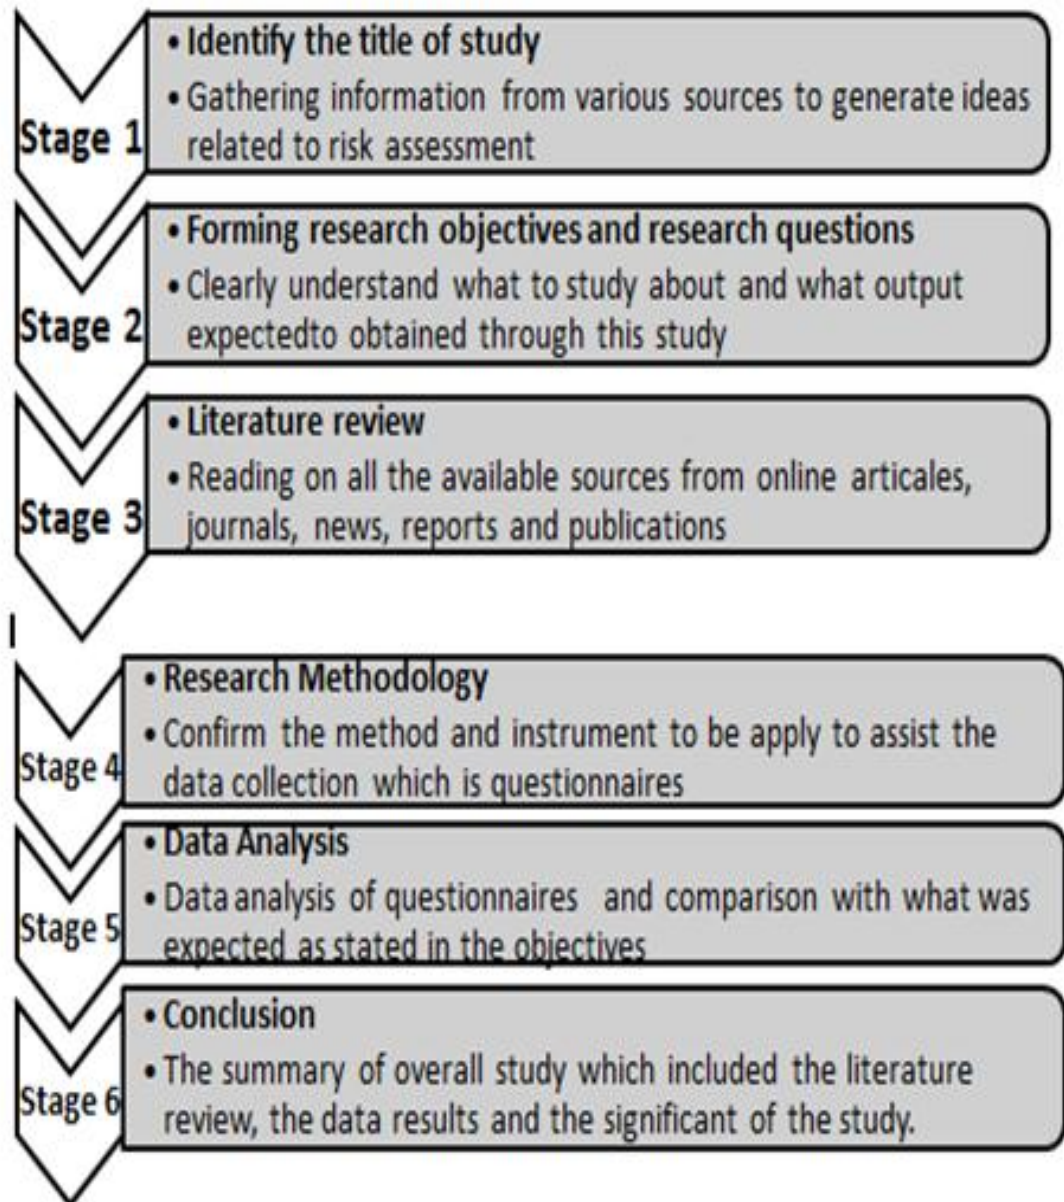 • Identify the title of study
• Gathering information from various sources to generate ideas
related to risk assessment
Stage 1
• Forming research objectives and research questions
• Clearly understand what to study about and what output
expectedto obtained through this study
Stage 2
• Literature review
• Reading on all the available sources from online articales,
journals, news, reports and publications
Stage 3
• Research Methodology
• Confirm the method and instrument to be apply to assist the
data collection which is questionnaires
Stage 4
• Data Analysis
• Data analysis of questionnaires and comparison with what was
expected as stated in the objectives
Stage 5
• Conclusion
• The summary of overall study which included the literature
review, the data results and the significant of the study.
Stage 6